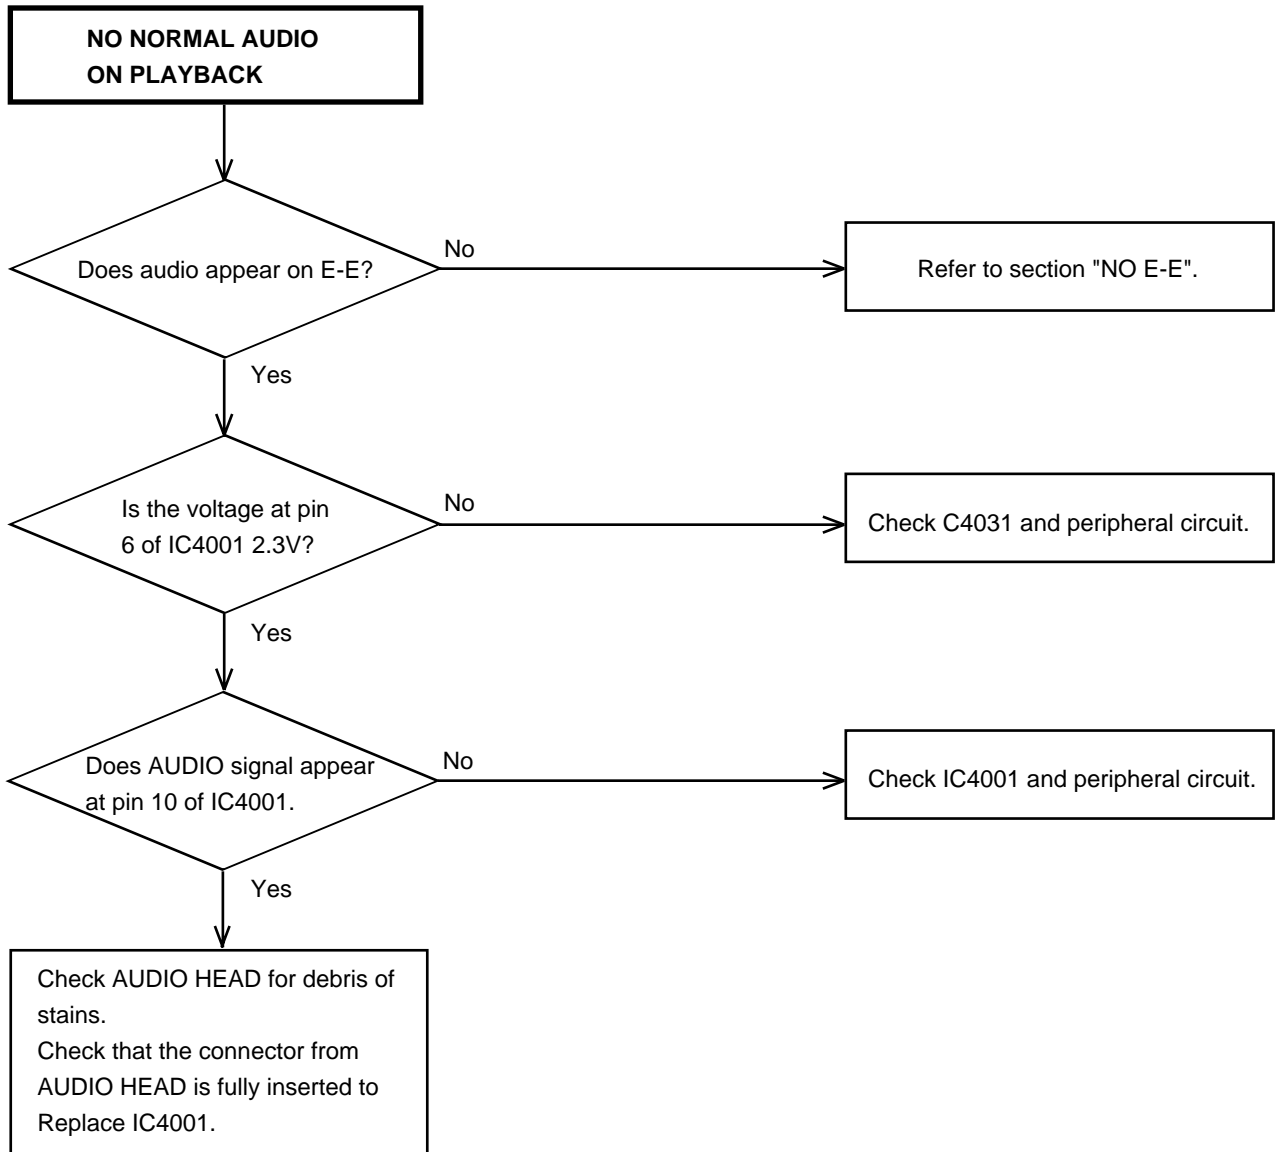 NO NORMAL AUDIO
ON PLAYBACK
Does audio appear on E-E?
No
Refer to section "NO E-E".
Yes
Is the voltage at pin
6 of IC4001 2.3V?
No
Check C4031 and peripheral circuit.
Yes
Does AUDIO signal appear
at pin 10 of IC4001.
No
Check IC4001 and peripheral circuit.
Yes
Check AUDIO HEAD for debris of
stains.
Check that the connector from
AUDIO HEAD is fully inserted to
Replace IC4001.